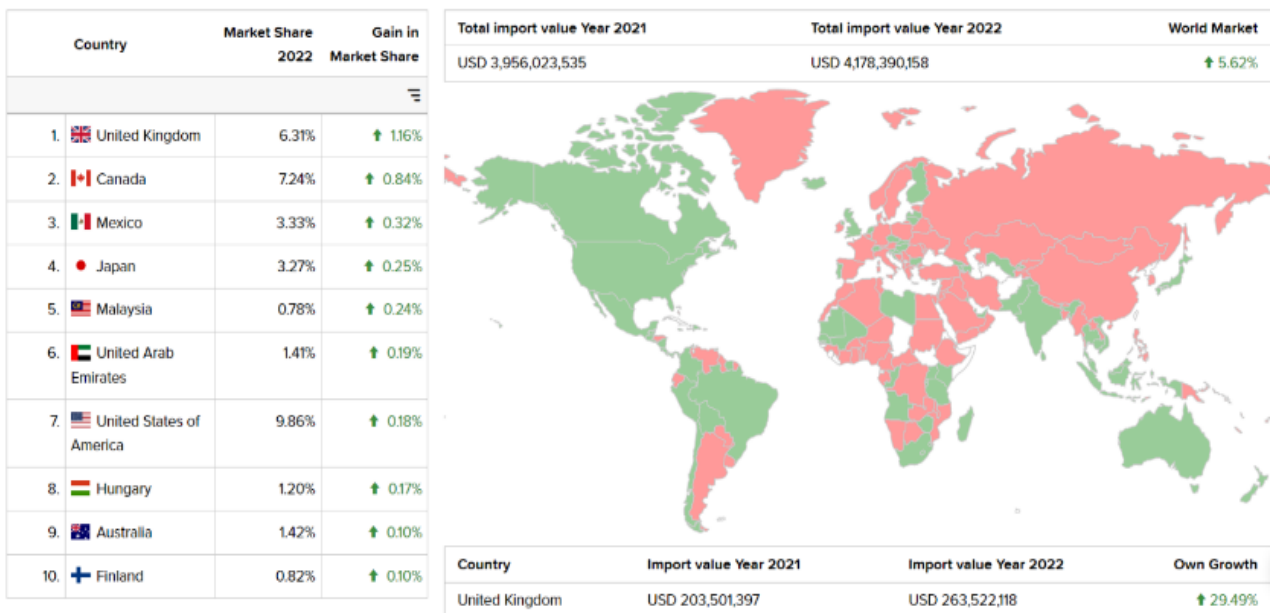 Country Market Share 2022 Gain in Market Share
1. United Kingdom 6.31% 1.16%
2. Canada 7.24% 0.84%
3. Mexico 3.33% 0.32%
4. Japan 3.27% 0.25%
5. Malaysia 0.78% 0.24%
6. United Arab Emirates 1.41% 0.19%
7. United States of America 9.86% 0.18%
8. Hungary 1.20% 0.17%
9. Australia 1.42% 0.10%
10. Finland 0.82% 0.10%
Total import value Year 2021 Total import value Year 2022 World Market
USD 3,956,023,535 USD 4,178,390,158 5.62%
Country Import value Year 2021 Import value Year 2022 Own Growth
United Kingdom USD 203,501,397 USD 263,522,118 29.49%